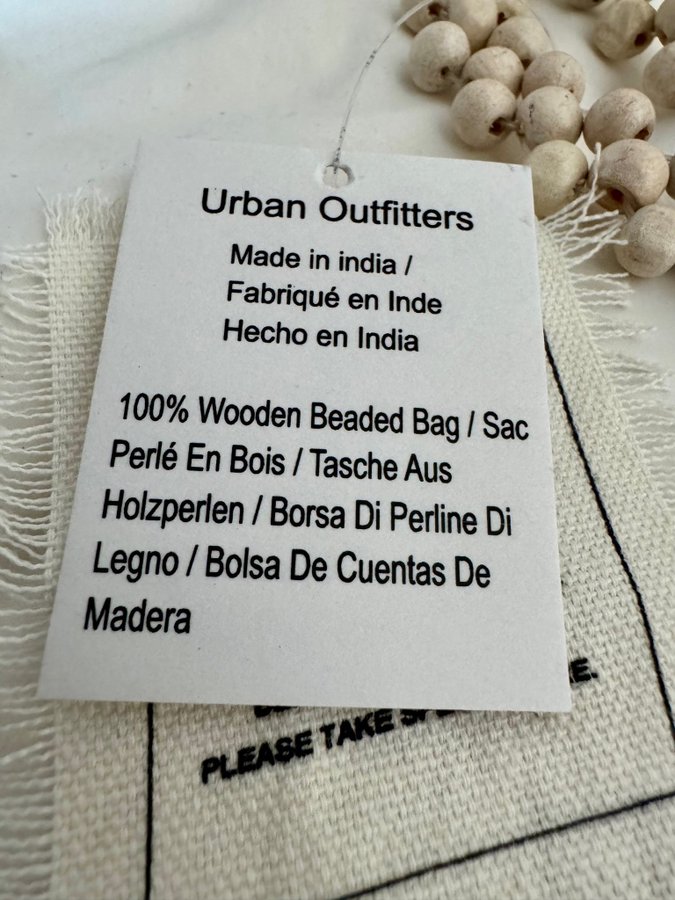 Urban Outfitters
Made in india /
Fabriqué en Inde
Hecho en India
100% Wooden Beaded Bag / Sac
Perlé En Bois / Tasche Aus
Holzperlen / Borsa Di Perline Di
Legno / Bolsa De Cuentas De
Madera
PLEASE TAKE